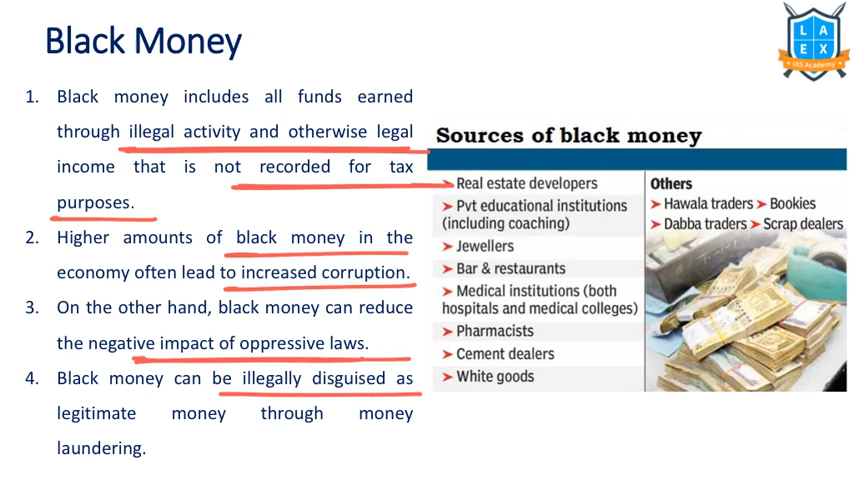 Black Money
L A
E X
IAS Academy
1. Black money includes all funds earned
through illegal activity and otherwise legal
income that is not recorded for tax
purposes.
2. Higher amounts of black money in the
economy often lead to increased corruption.
3. On the other hand, black money can reduce
the negative impact of oppressive laws.
4. Black money can be illegally disguised as
legitimate money through money
laundering.
Sources of black money
➤ Real estate developers
➤ Pvt educational institutions
(including coaching)
➤ Jewellers
➤ Bar & restaurants
➤ Medical institutions (both
hospitals and medical colleges)
➤ Pharmacists
➤ Cement dealers
➤ White goods
Others
➤ Hawala traders ➤ Bookies
➤ Dabba traders ➤ Scrap dealers